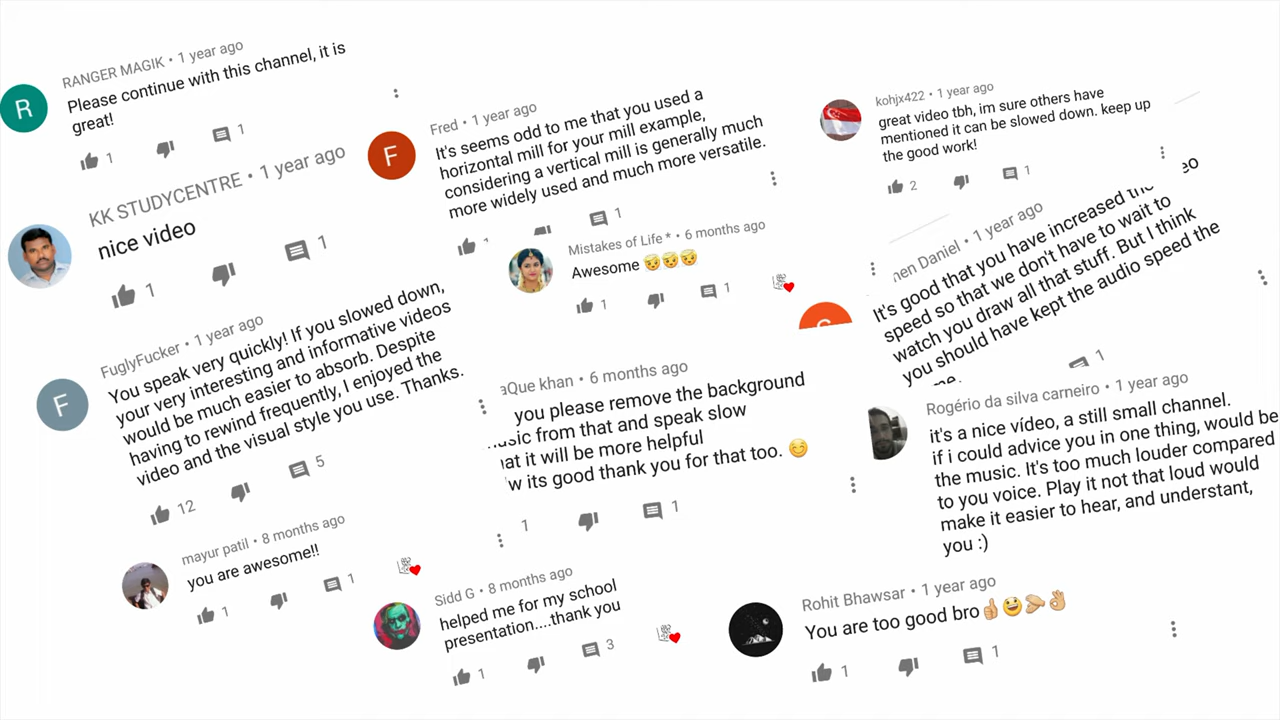 RANGER MAGIK • 1 year ago
Please continue with this channel, it is
great!
1
1
R
KK STUDYCENTRE • 1 year ago
nice video
1
1
FuglyFucker • 1 year ago
You speak very quickly! If you slowed down,
your very interesting and informative videos
would be much easier to absorb. Despite
having to rewind frequently, I enjoyed the
video and the visual style you use. Thanks.
F
12
5
mayur patil • 8 months ago
you are awesome!!
1
1
Fred • 1 year ago
It's seems odd to me that you used a
horizontal mill for your mill example,
considering a vertical mill is generally much
more widely used and much more versatile.
F
1
Mistakes of Life * • 6 months ago
Awesome 😇😇😇
1
1
aQue khan • 6 months ago
you please remove the background
from that and speak slow
it will be more helpful
its good thank you for that too. 😊
1
1
Sidd G • 8 months ago
helped me for my school
presentation....thank you
1
3
kohjx422 • 1 year ago
great video tbh, im sure others have
mentioned it can be slowed down. keep up
the good work!
2
1
Daniel • 1 year ago
It's good that you have increased
speed so that we don't have to wait to
watch you draw all that stuff. But I think
you should have kept the audio speed the
1
Rogério da silva carneiro • 1 year ago
it's a nice vídeo, a still small channel.
if i could advice you in one thing, would be
the music. It's too much louder compared
to you voice. Play it not that loud would
make it easier to hear, and understant,
you :)
Rohit Bhawsar • 1 year ago
You are too good bro👍😃🤛👌
1
1